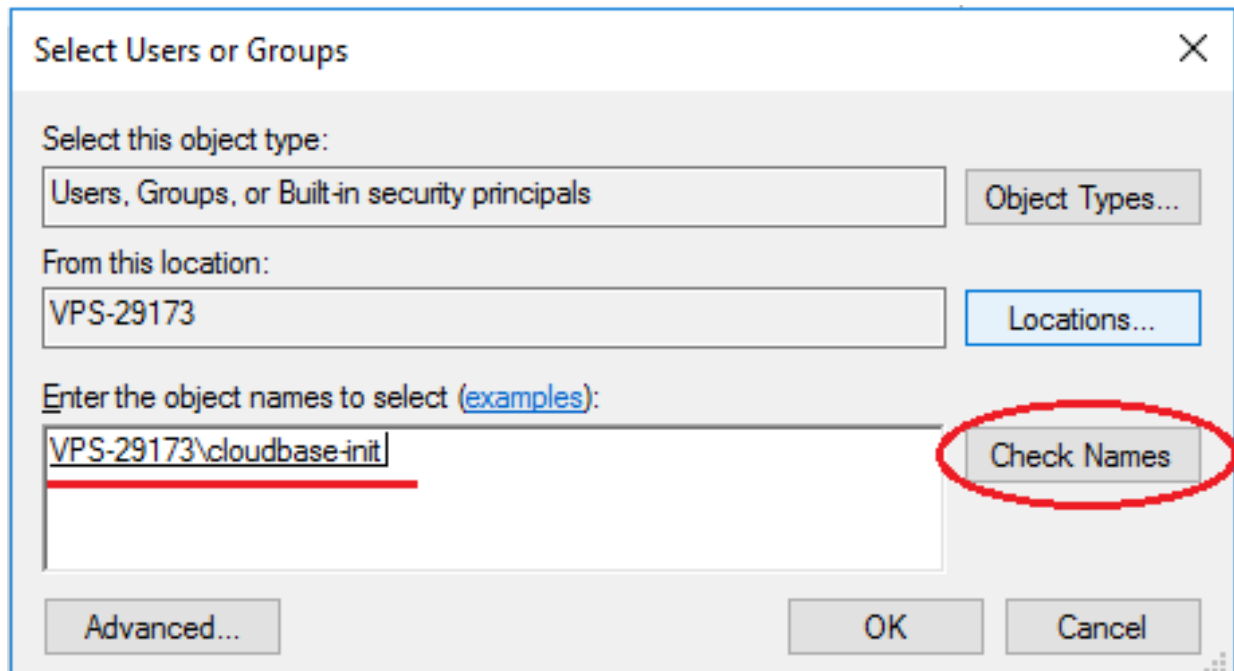 Select Users or Groups
Select this object type:
Users, Groups, or Built-in security principals
Object Types...
From this location:
VPS-29173
Locations...
Enter the object names to select (examples):
VPS-29173\cloudbase-init
Check Names
Advanced...
OK
Cancel